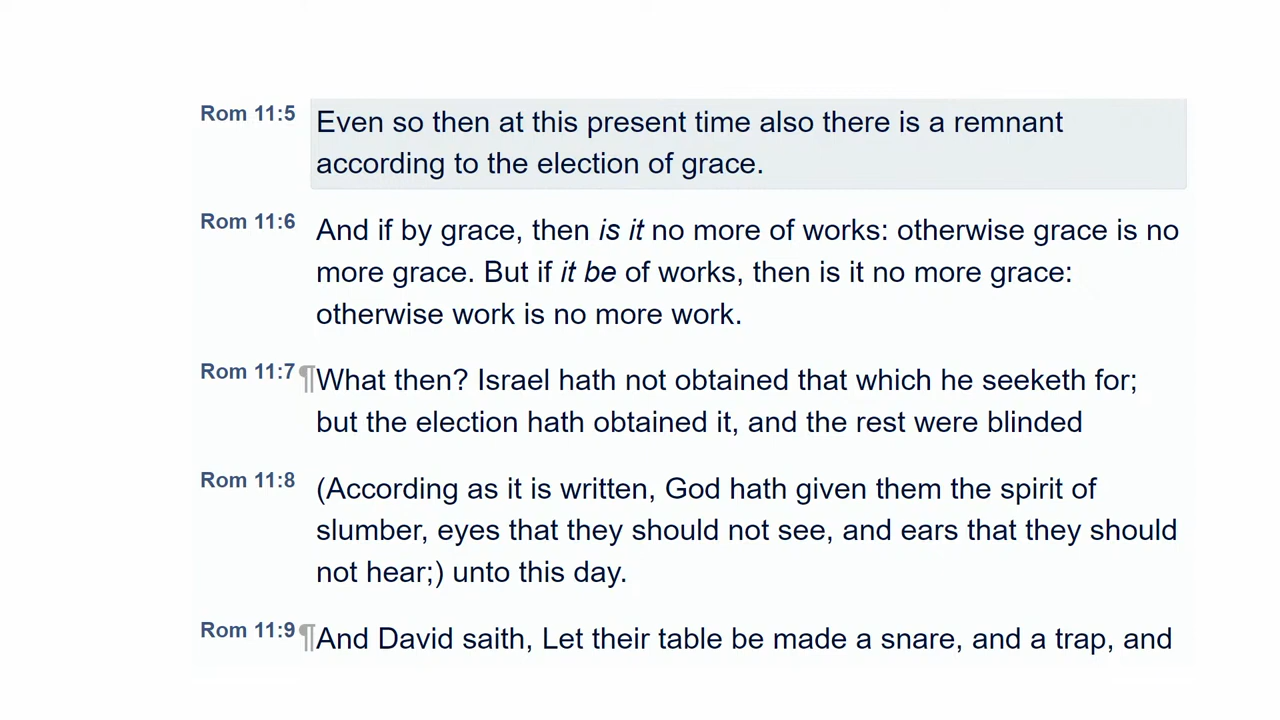 Rom 11:5 Even so then at this present time also there is a remnant
according to the election of grace.
Rom 11:6 And if by grace, then is it no more of works: otherwise grace is no
more grace. But if it be of works, then is it no more grace:
otherwise work is no more work.
Rom 11:7 ¶What then? Israel hath not obtained that which he seeketh for;
but the election hath obtained it, and the rest were blinded
Rom 11:8 (According as it is written, God hath given them the spirit of
slumber, eyes that they should not see, and ears that they should
not hear;) unto this day.
Rom 11:9 ¶And David saith, Let their table be made a snare, and a trap, and